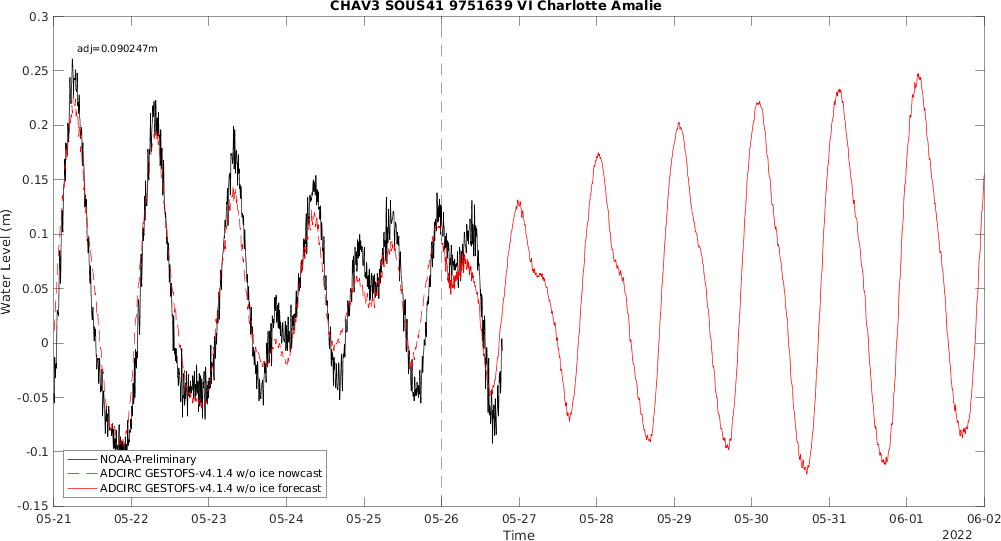 CHAV3 SOUS41 9751639 VI Charlotte Amalie
adj=0.090247m
0.3
0.25
0.2
0.15
0.1
0.05
0
-0.05
-0.1
-0.15
Water Level (m)
NOAA-Preliminary
ADCIRC GESTOFS-v4.1.4 w/o ice nowcast
ADCIRC GESTOFS-v4.1.4 w/o ice forecast
05-21 05-22 05-23 05-24 05-25 05-26 05-27 05-28 05-29 05-30 05-31 06-01 06-02
Time
2022